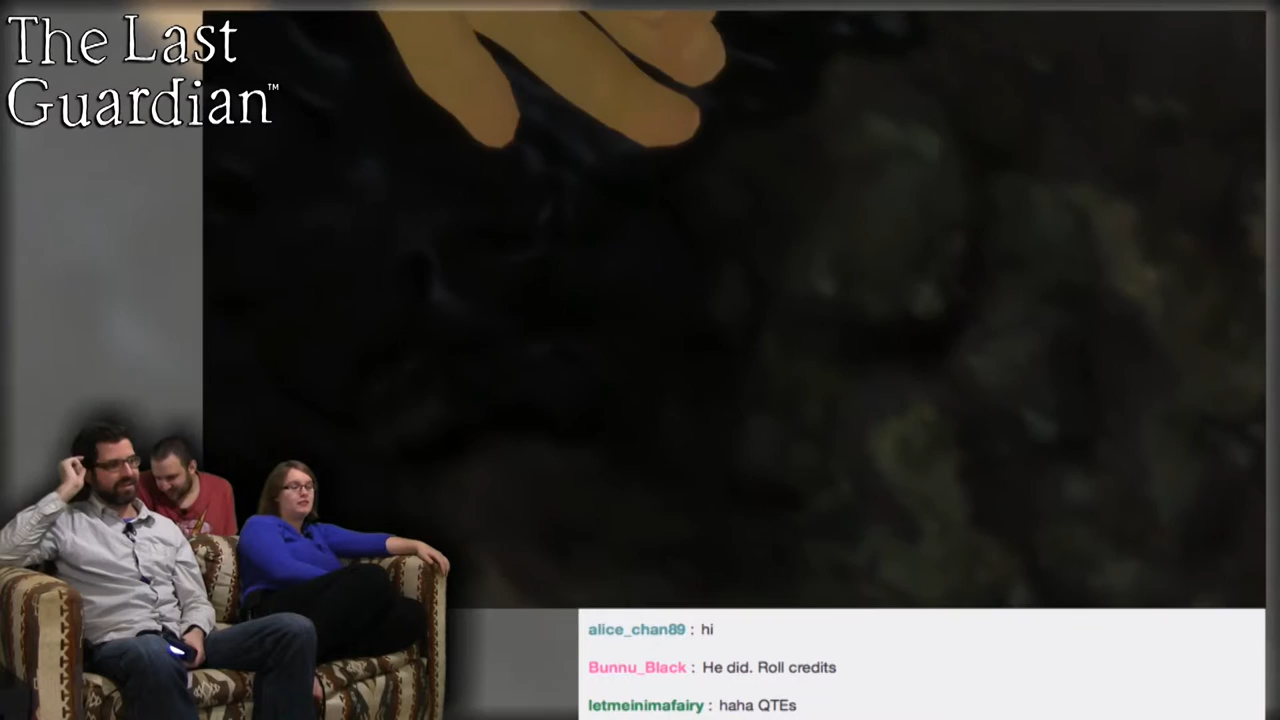 The Last
Guardian™
alice_chan89 : hi
Bunnu_Black : He did. Roll credits
letmeinimafairy : haha QTEs